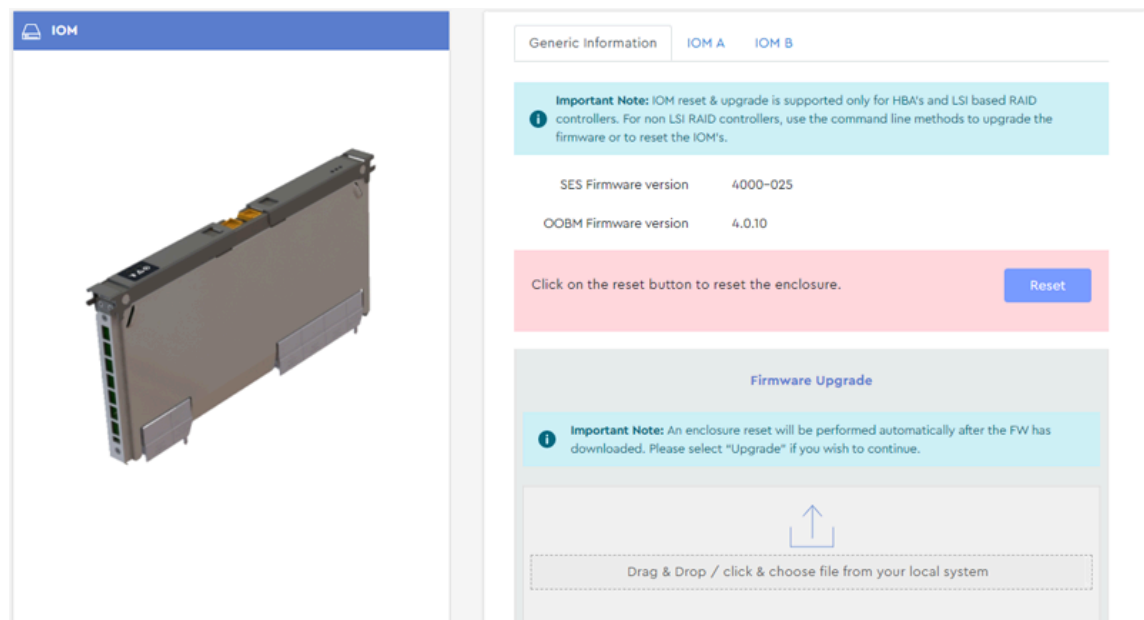 IOM
Generic Information IOM A IOM B
Important Note: IOM reset & upgrade is supported only for HBA's and LSI based RAID
controllers. For non LSI RAID controllers, use the command line methods to upgrade the
firmware or to reset the IOM's.
SES Firmware version 4000-025
OOBM Firmware version 4.0.10
Click on the reset button to reset the enclosure. Reset
Firmware Upgrade
Important Note: An enclosure reset will be performed automatically after the FW has
downloaded. Please select "Upgrade" if you wish to continue.
Drag & Drop / click & choose file from your local system